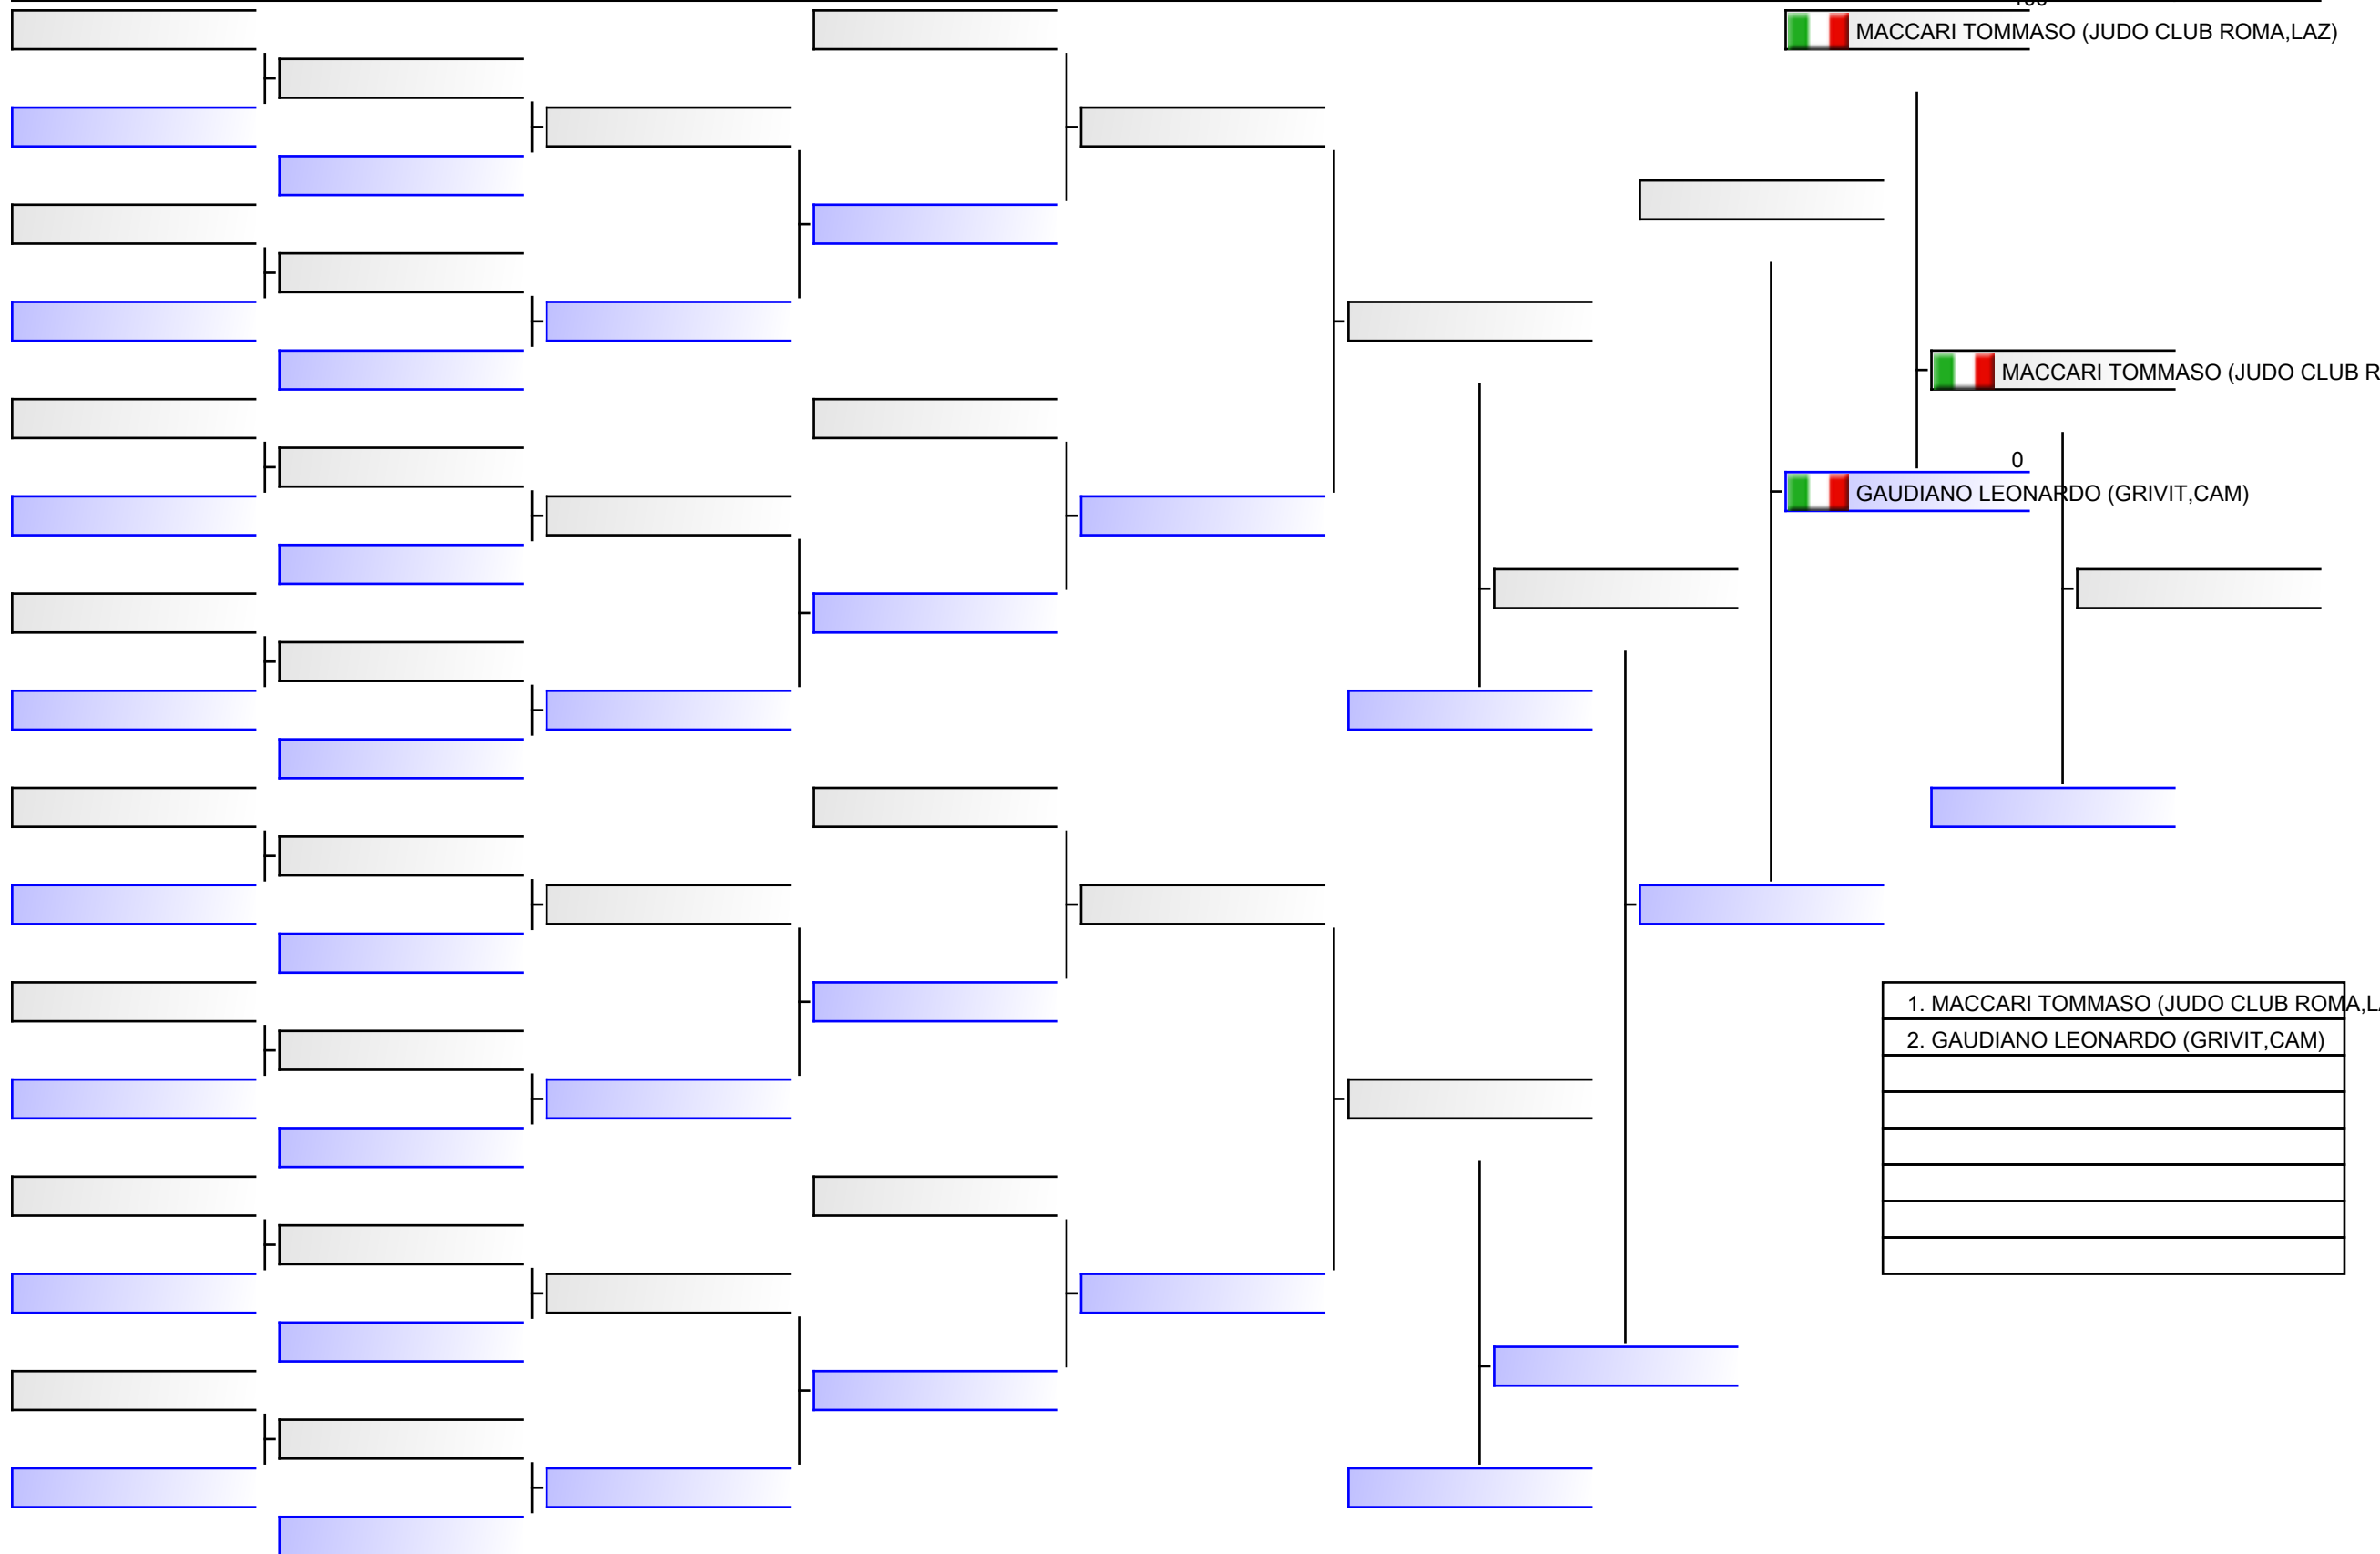 MACCARI TOMMASO (JUDO CLUB ROMA,LAZ)
MACCARI TOMMASO (JUDO CLUB R
0
GAUDIANO LEONARDO (GRIVIT,CAM)
1. MACCARI TOMMASO (JUDO CLUB ROMA,L
2. GAUDIANO LEONARDO (GRIVIT,CAM)